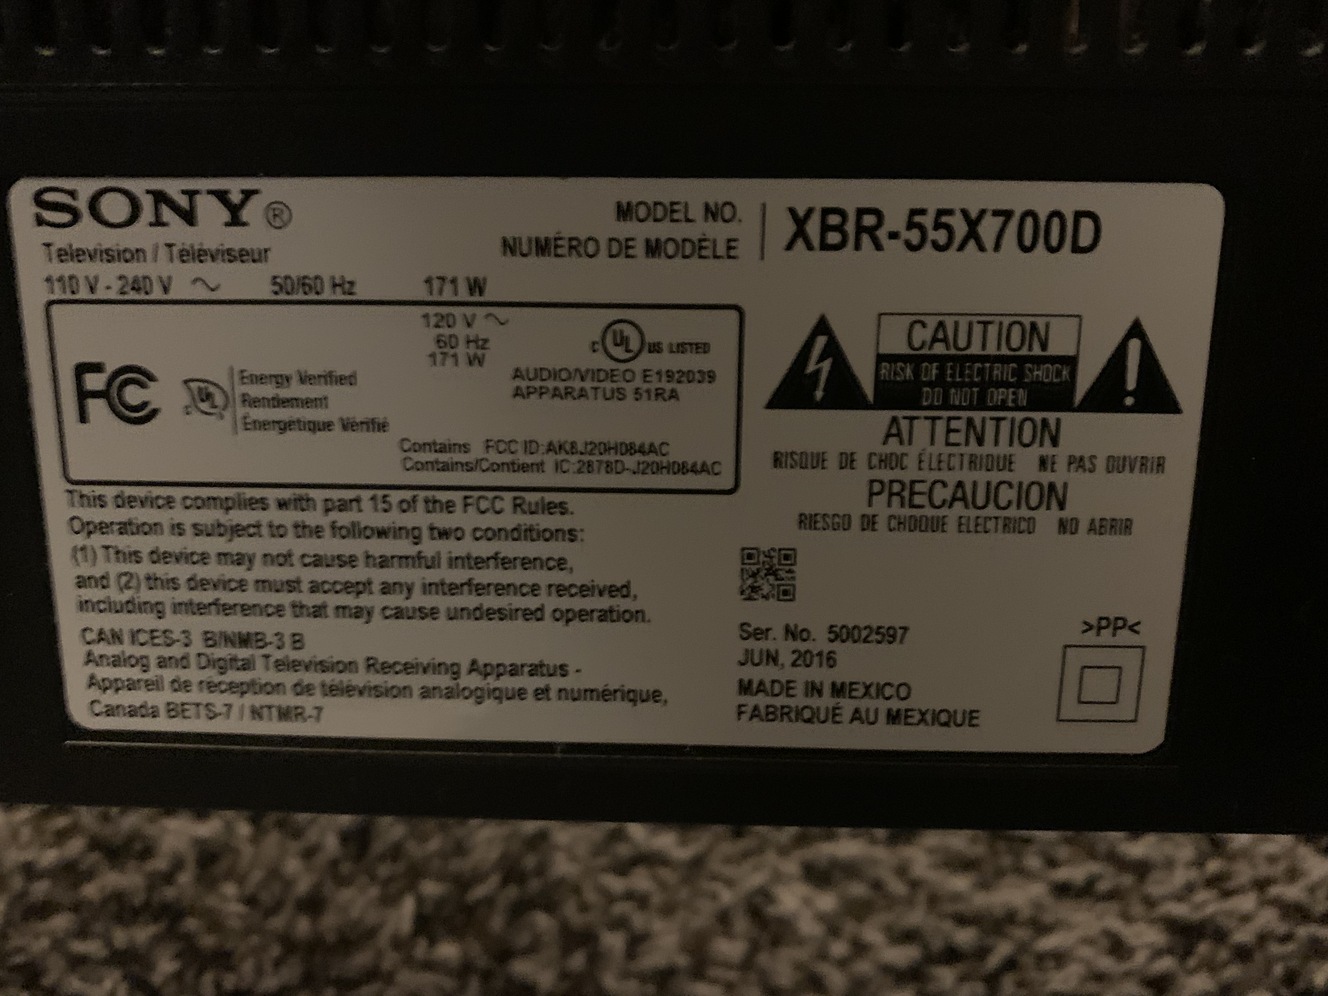 SONY®
Television / Téléviseur
MODEL NO.
NUMÉRO DE MODÈLE
XBR-55X700D
110 V - 240 V ~ 50/60 Hz 171 W
120 V ~
60 Hz
171 W
FC
c UL us LISTED
AUDIO/VIDEO E192039
APPARATUS 51RA
c UL
Energy Verified
Rendement
Énergétique Vérifié
Contains FCC ID:AK8J20H084AC
Contains/Contient IC:2878D-J20H084AC
This device complies with part 15 of the FCC Rules.
Operation is subject to the following two conditions:
(1) This device may not cause harmful interference,
and (2) this device must accept any interference received,
including interference that may cause undesired operation.
CAN ICES-3 B/NMB-3 B
Analog and Digital Television Receiving Apparatus -
Appareil de réception de télévision analogique et numérique,
Canada BETS-7 / NTMR-7
CAUTION
RISK OF ELECTRIC SHOCK
DO NOT OPEN
ATTENTION
RISQUE DE CHOC ÉLECTRIQUE NE PAS OUVRIR
PRECAUCION
RIESGO DE CHOQUE ELECTRICO NO ABRIR
Ser. No. 5002597
JUN, 2016
MADE IN MEXICO
FABRIQUÉ AU MEXIQUE
>PP<